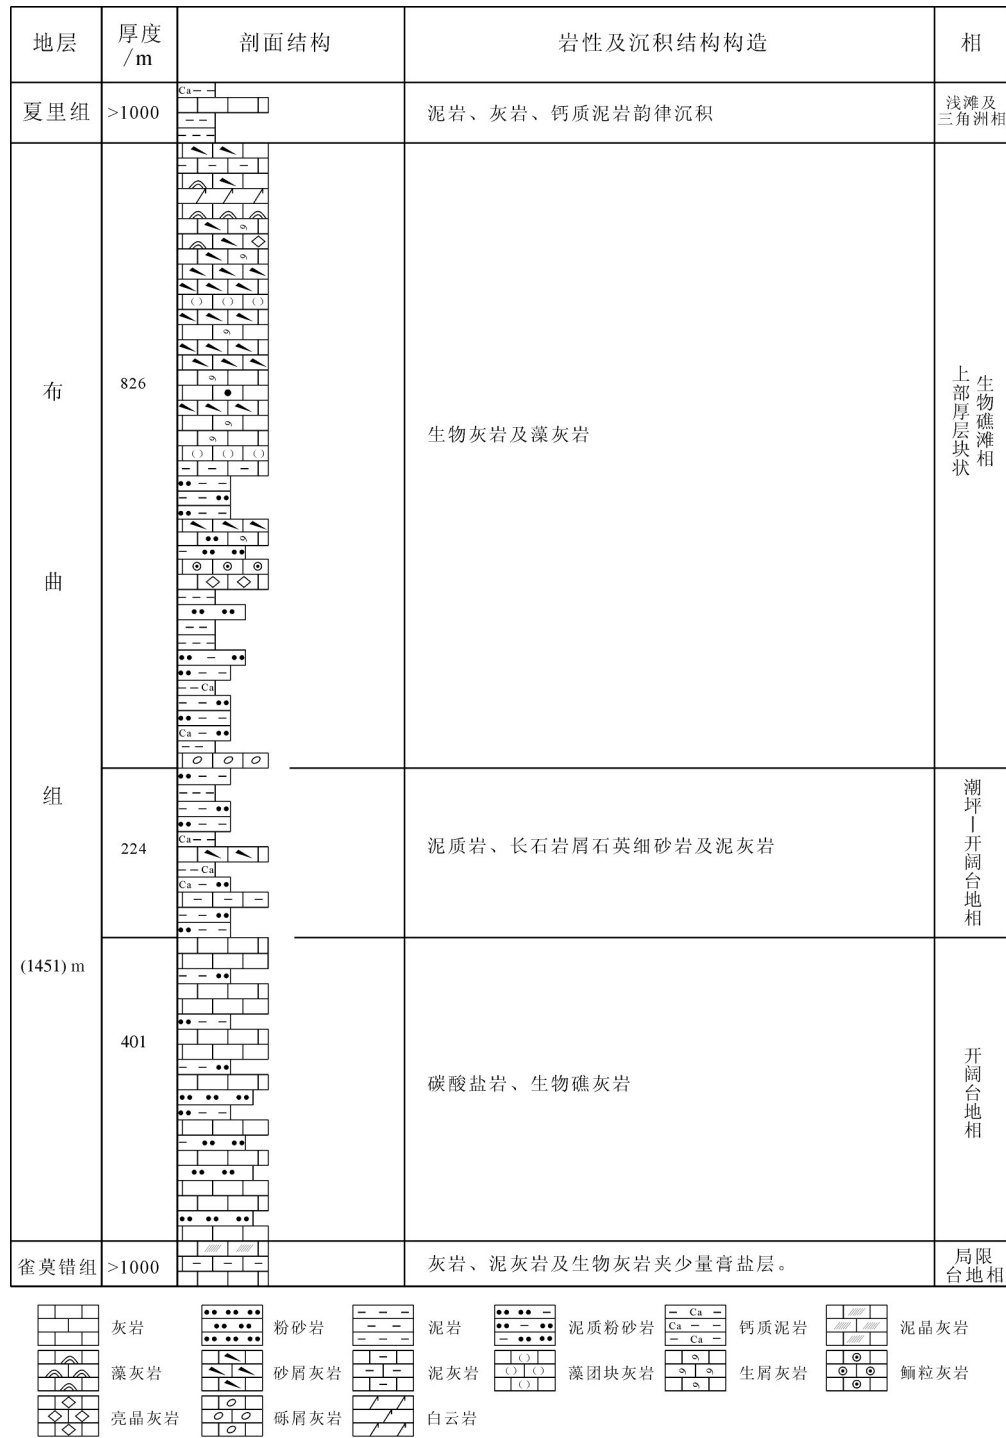 地层
厚度
/m
剖面结构
岩性及沉积结构构造
相
夏里组
>1000
Ca
泥岩、灰岩、钙质泥岩韵律沉积
浅滩及
三角洲相
布
曲
组
(1451) m
826
Ca
Ca
生物灰岩及藻灰岩
上部厚层块状
生物礁滩相
224
Ca
Ca
Ca
泥质岩、长石岩屑石英细砂岩及泥灰岩
潮坪—开阔台地相
401
碳酸盐岩、生物礁灰岩
开阔台地相
雀莫错组
>1000
灰岩、泥灰岩及生物灰岩夹少量膏盐层。
局限
台地相
灰岩
粉砂岩
泥岩
泥质粉砂岩
Ca
Ca
Ca
钙质泥岩
泥晶灰岩
藻灰岩
砂屑灰岩
泥灰岩
藻团块灰岩
生屑灰岩
鲕粒灰岩
亮晶灰岩
砾屑灰岩
白云岩